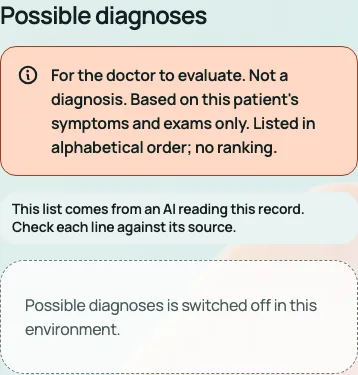 Possible diagnoses
For the doctor to evaluate. Not a
diagnosis. Based on this patient's
symptoms and exams only. Listed in
alphabetical order; no ranking.
This list comes from an AI reading this record.
Check each line against its source.
Possible diagnoses is switched off in this
environment.